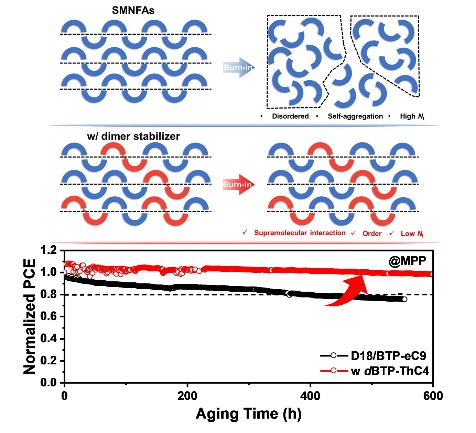 SMNFAs
Burn-in
• Disordered • Self-aggregation • High Nt
w/ dimer stabilizer
Burn-in
✓ Supramolecular interaction ✓ Order ✓ Low Nt
Normalized PCE
1.2
1.0
0.8
0.6
0.4
0.2
0.0
@MPP
D18/BTP-eC9
w dBTP-ThC4
0 200 400 600
Aging Time (h)